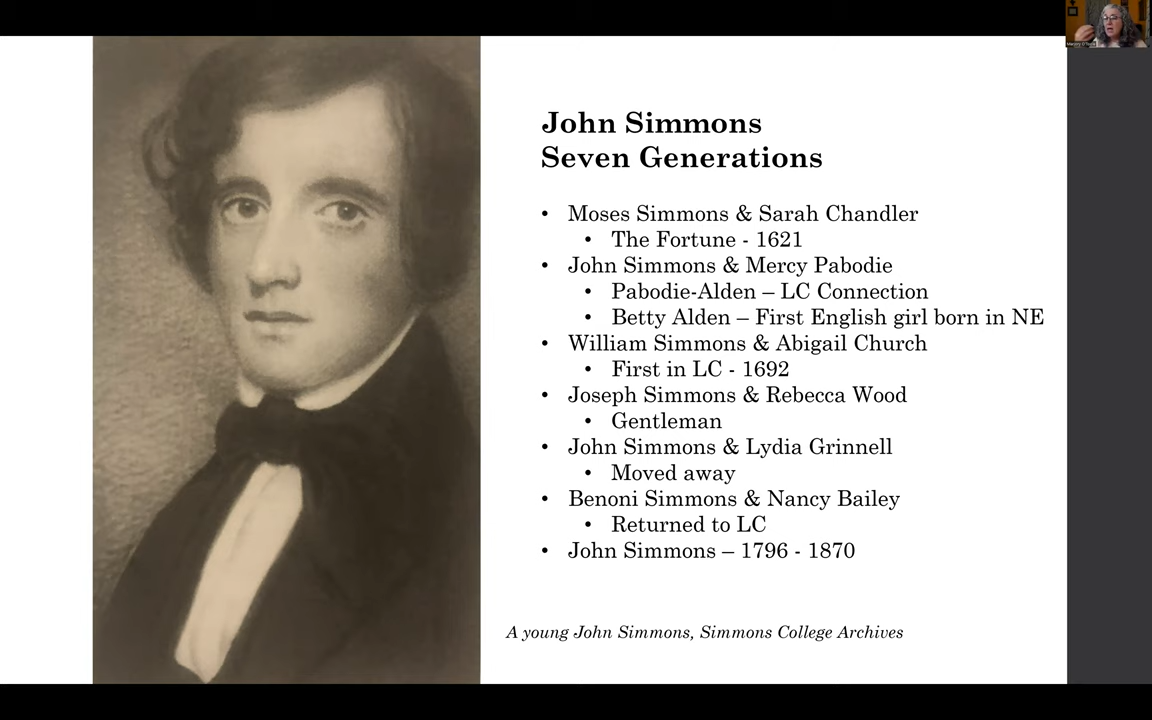 John Simmons
Seven Generations
• Moses Simmons & Sarah Chandler
• The Fortune - 1621
• John Simmons & Mercy Pabodie
• Pabodie-Alden – LC Connection
• Betty Alden – First English girl born in NE
• William Simmons & Abigail Church
• First in LC - 1692
• Joseph Simmons & Rebecca Wood
• Gentleman
• John Simmons & Lydia Grinnell
• Moved away
• Benoni Simmons & Nancy Bailey
• Returned to LC
• John Simmons – 1796 - 1870
A young John Simmons, Simmons College Archives